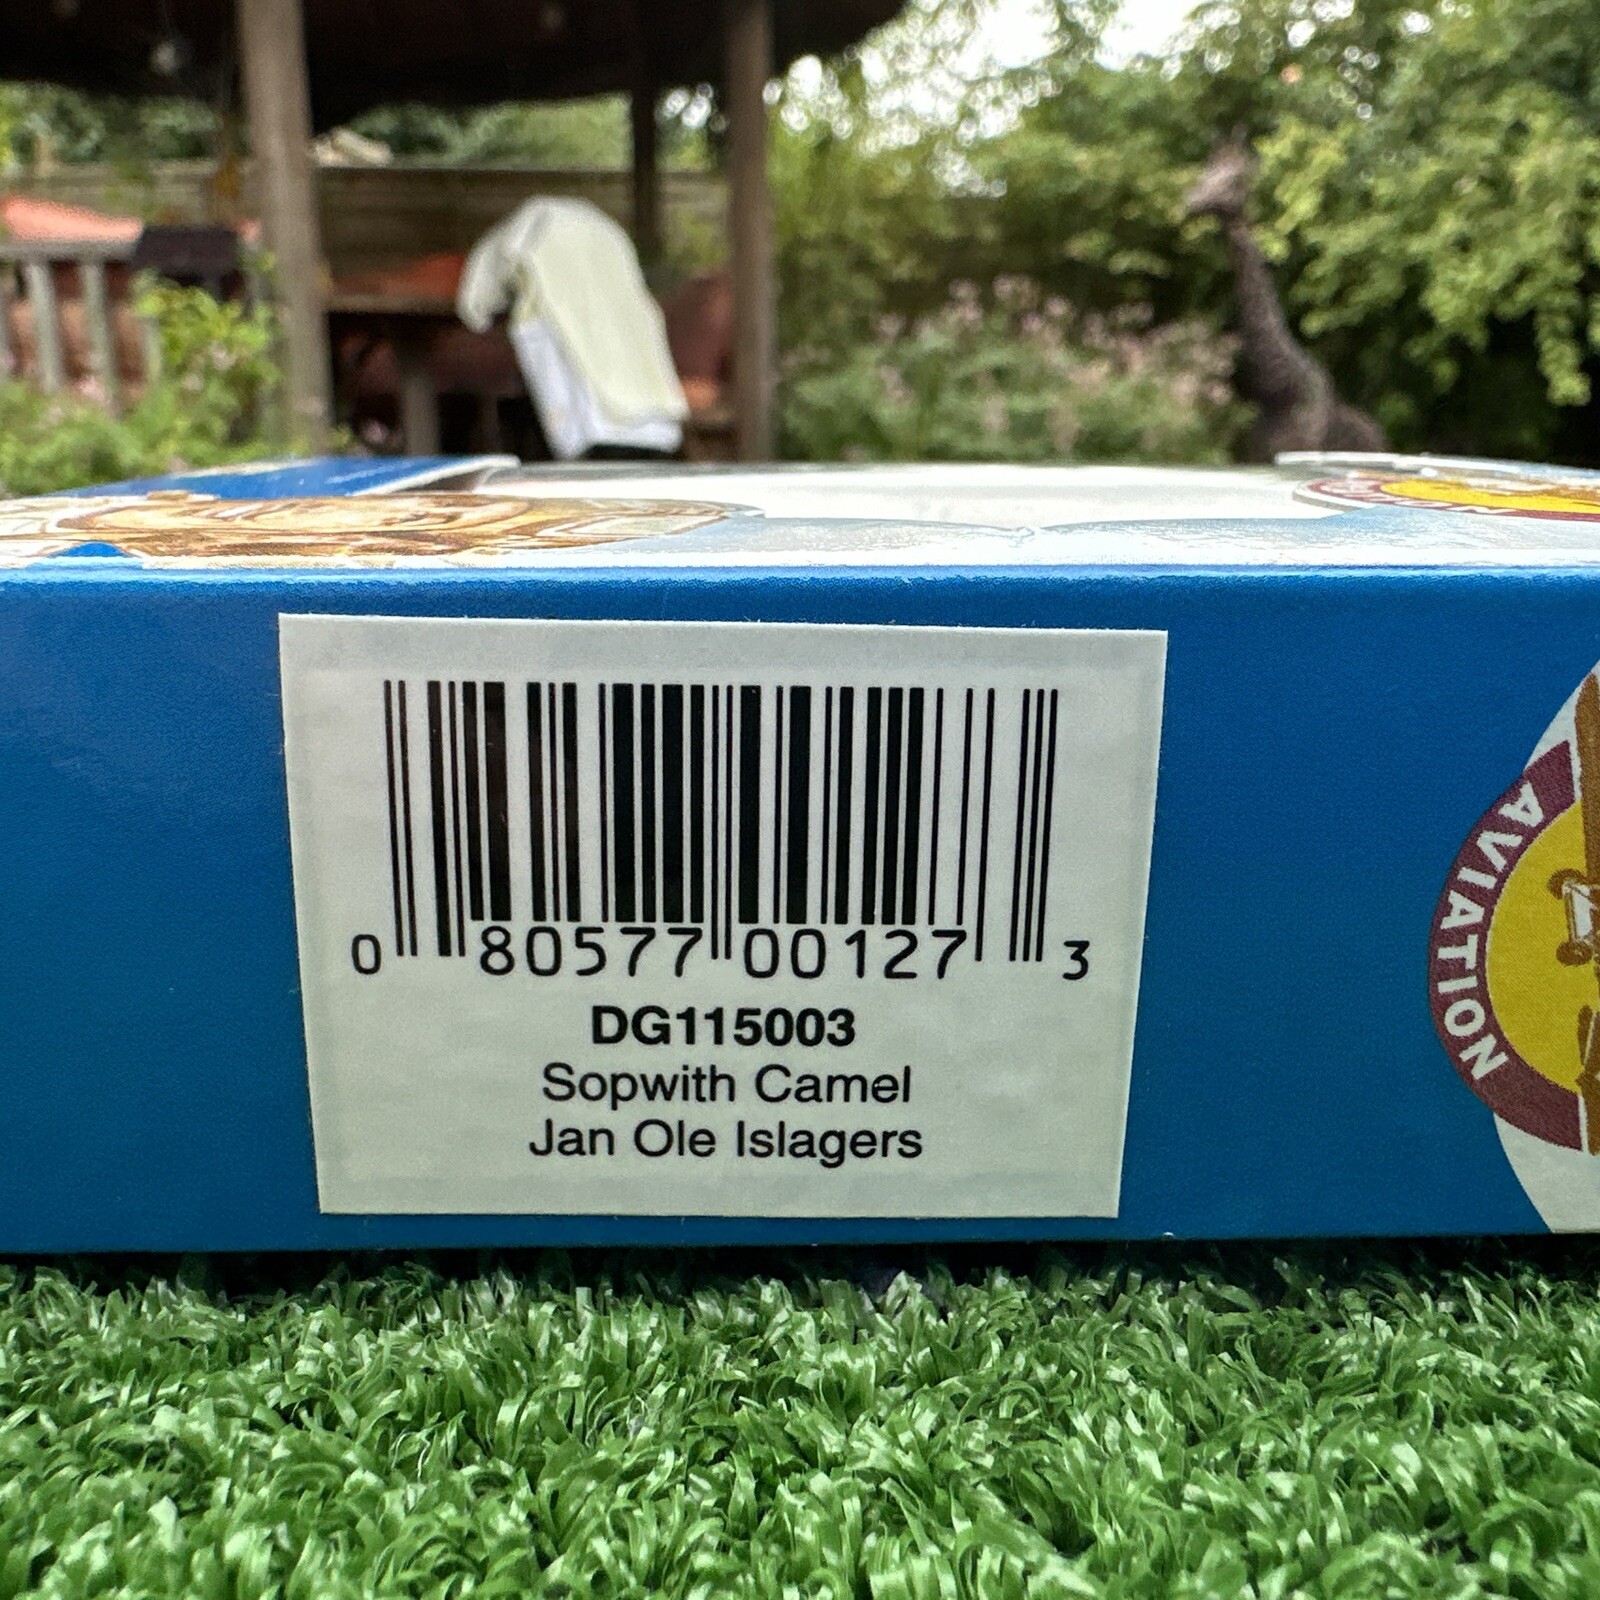 0 80577 00127 3
DG115003
Sopwith Camel
Jan Ole Islagers
AVIATION